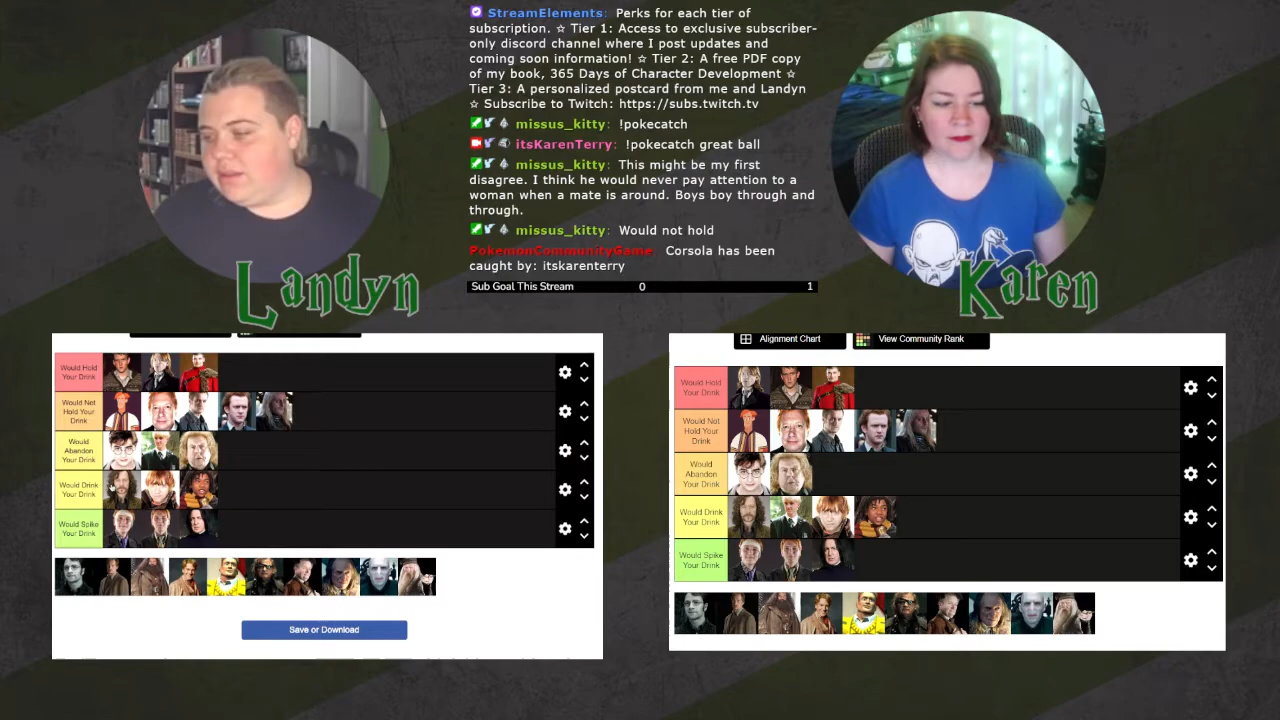 StreamElements: Perks for each tier of
subscription. ☆ Tier 1: Access to exclusive subscriber-
only discord channel where I post updates and
coming soon information! ☆ Tier 2: A free PDF copy
of my book, 365 Days of Character Development ☆
Tier 3: A personalized postcard from me and Landyn
☆ Subscribe to Twitch: https://subs.twitch.tv
missus_kitty: !pokecatch
itsKarenTerry: !pokecatch great ball
missus_kitty: This might be my first
disagree. I think he would never pay attention to a
woman when a mate is around. Boys boy through and
through.
missus_kitty: Would not hold
PokemonCommunityGame: Corsola has been
caught by: itskarenterry
Sub Goal This Stream 0 1
Landyn
Karen
Would Hold
Your Drink
Would Not
Hold Your
Drink
Would
Abandon
Your Drink
Would Drink
Your Drink
Would Spike
Your Drink
Save or Download
Alignment Chart
View Community Rank
Would Hold
Your Drink
Would Not
Hold Your
Drink
Would
Abandon
Your Drink
Would Drink
Your Drink
Would Spike
Your Drink